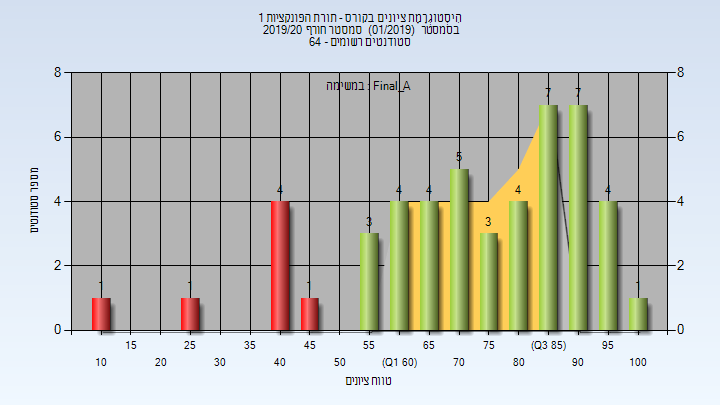 היסטוגרמת ציונים בקורס - תורת הפונקציות 1
בסמסטר (01/2019) סמסטר חורף 2019/20
סטודנטים רשומים - 64
במשימה : Final_A
8 8
7 7
6 6
5
4 4 4 4 4 4 4
3 3
2 2
1 1 1 1
0 0
מספר סטודנטים
15 25 35 45 55 65 75 (Q3 85) 95
10 20 30 40 50 (Q1 60) 70 80 90 100
טווח ציונים